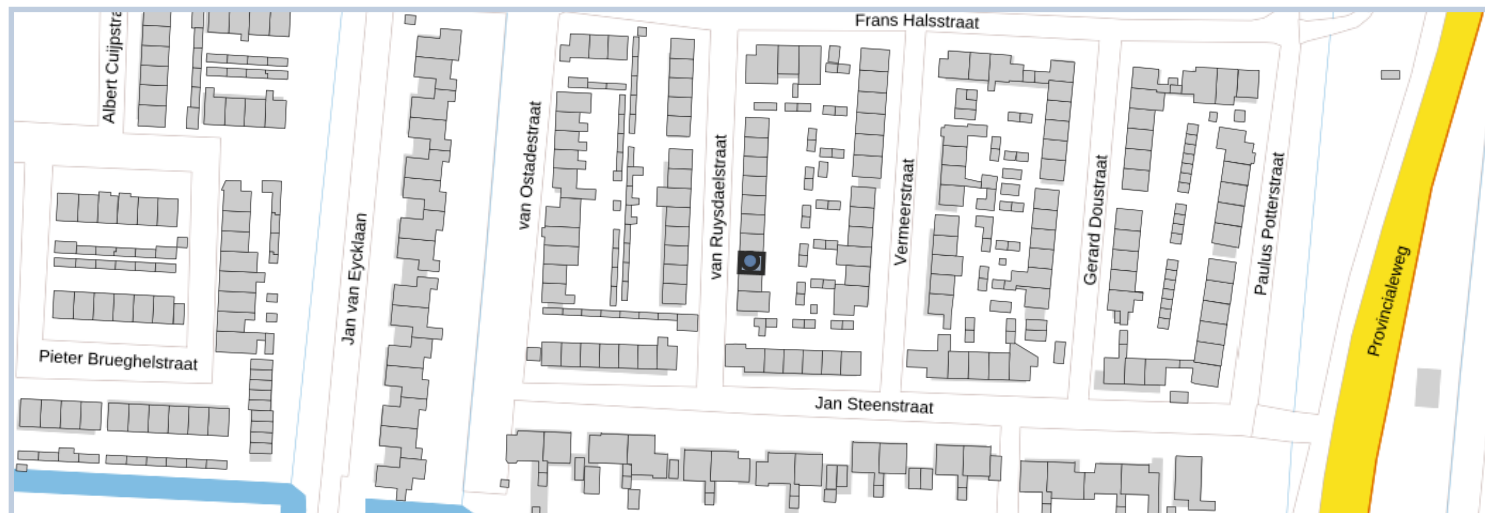 Frans Halsstraat
Albert Cuijpstra
van Ostadestraat
van Ruysdaelstraat
Vermeerstraat
Gerard Doustraat
Paulus Potterstraat
Jan van Eycklaan
Provincialeweg
Pieter Brueghelstraat
Jan Steenstraat